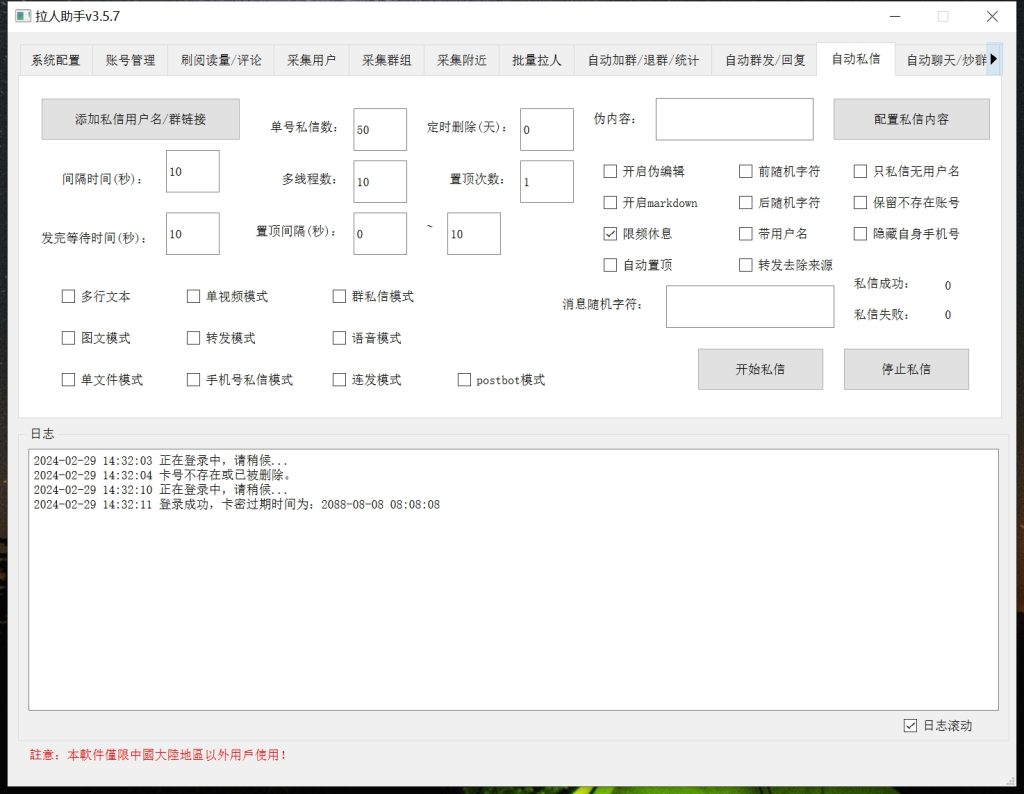 拉人助手v3.5.7
系统配置 账号管理 刷阅读量/评论 采集用户 采集群组 采集附近 批量拉人 自动加群/退群/统计 自动群发/回复 自动私信 自动聊天/炒群
添加私信用户名/群链接 单号私信数: 50 定时删除(天): 0 伪内容: 配置私信内容
间隔时间(秒): 10 多线程数: 10 置顶次数: 1 开启伪编辑 前随机字符 只私信无用户名
开启markdown 后随机字符 保留不存在账号
发完等待时间(秒): 10 置顶间隔(秒): 0 ~ 10 限频休息 带用户名 隐藏自身手机号
自动置顶 转发去除来源
多行文本 单视频模式 群私信模式 消息随机字符: 私信成功: 0
私信失败: 0
图文模式 转发模式 语音模式
单文件模式 手机号私信模式 连发模式 postbot模式 开始私信 停止私信
日志
2024-02-29 14:32:03 正在登录中，请稍候...
2024-02-29 14:32:04 卡号不存在或已被删除。
2024-02-29 14:32:10 正在登录中，请稍候...
2024-02-29 14:32:11 登录成功，卡密过期时间为：2088-08-08 08:08:08
日志滚动
註意：本軟件僅限中國大陸地區以外用戶使用！